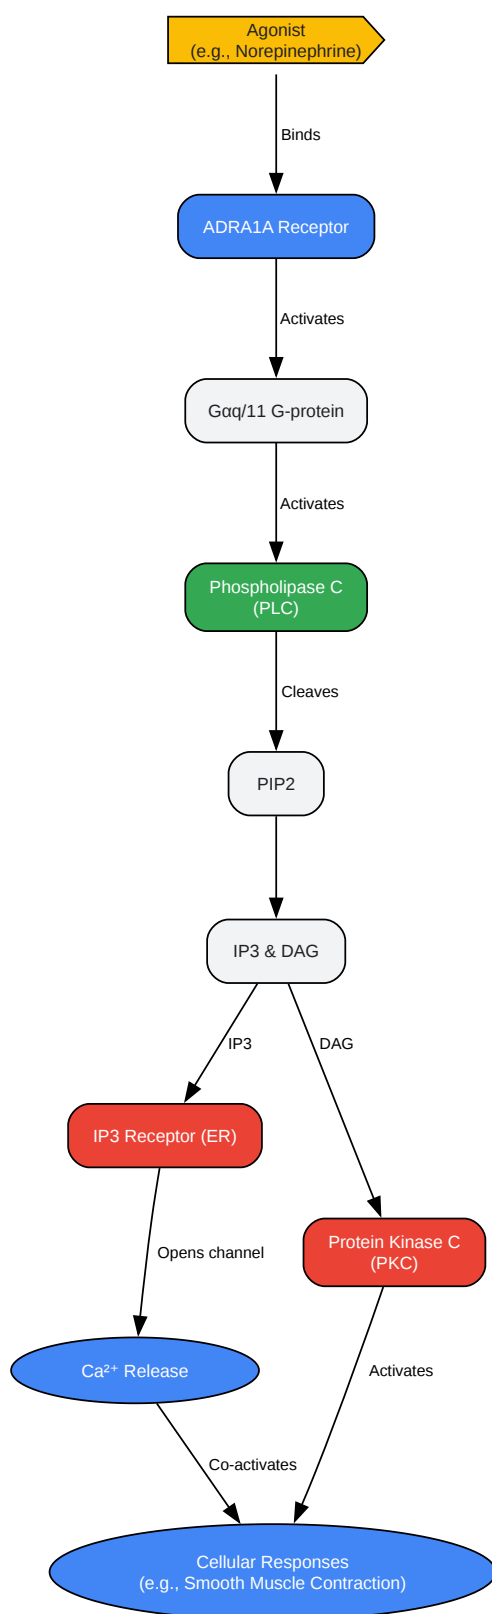 Agonist
(e.g., Norepinephrine)
Binds
ADRA1A Receptor
Activates
Gαq/11 G-protein
Activates
Phospholipase C
(PLC)
Cleaves
PIP2
IP3 & DAG
IP3
DAG
IP3 Receptor (ER)
Protein Kinase C
(PKC)
Opens channel
Ca²⁺ Release
Activates
Co-activates
Cellular Responses
(e.g., Smooth Muscle Contraction)